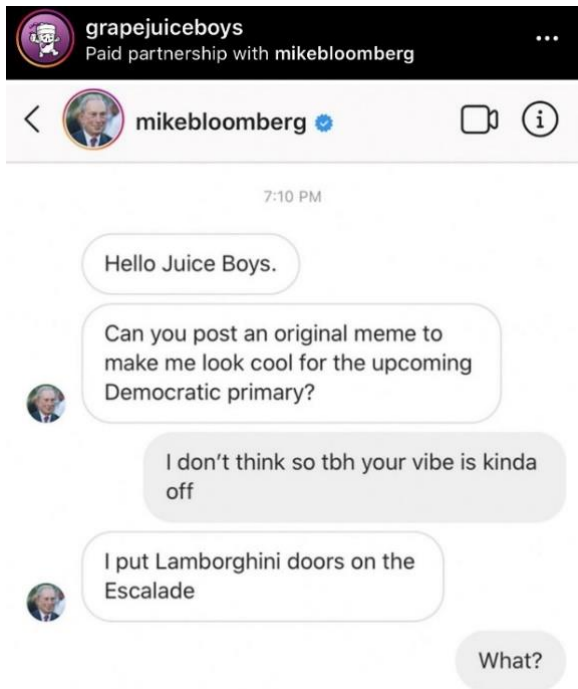 grapejuiceboys
Paid partnership with mikebloomberg
mikebloomberg
7:10 PM
Hello Juice Boys.
Can you post an original meme to
make me look cool for the upcoming
Democratic primary?
I don't think so tbh your vibe is kinda
off
I put Lamborghini doors on the
Escalade
What?